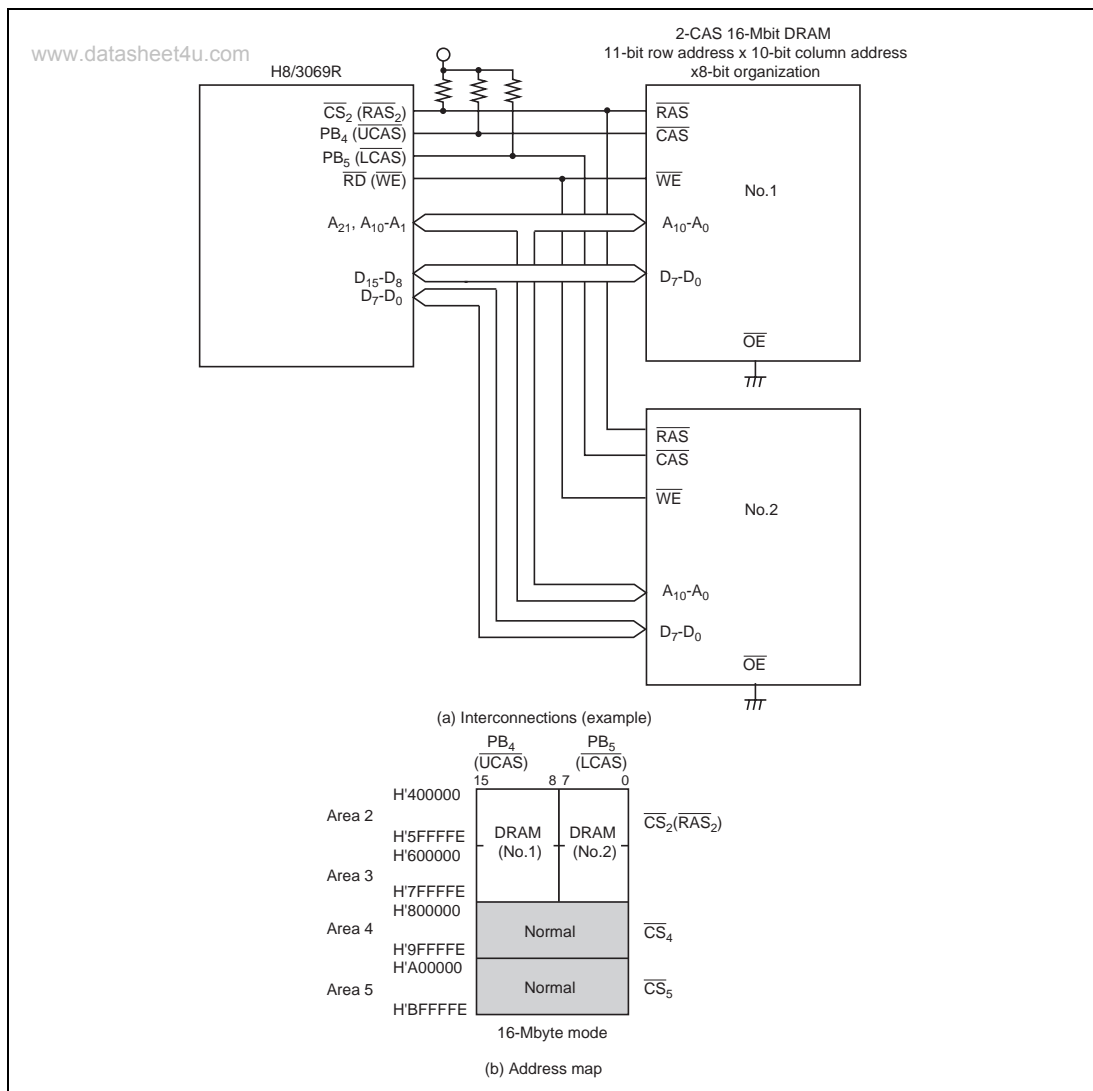 www.datasheet4u.com
2-CAS 16-Mbit DRAM
11-bit row address x 10-bit column address
x8-bit organization
H8/3069R
CS₂ (RAS₂)
PB₄ (UCAS)
PB₅ (LCAS)
RD (WE)
A₂₁, A₁₀-A₁
D₁₅-D₈
D₇-D₀
RAS
CAS
WE
No.1
A₁₀-A₀
D₇-D₀
OE
RAS
CAS
WE
No.2
A₁₀-A₀
D₇-D₀
OE
(a) Interconnections (example)
PB₄ PB₅
(UCAS) (LCAS)
15 8 7 0
Area 2
H'400000
H'5FFFFE
Area 3
H'600000
H'7FFFFE
Area 4
H'800000
H'9FFFFE
Area 5
H'A00000
H'BFFFFE
DRAM
(No.1)
DRAM
(No.2)
CS₂(RAS₂)
Normal
CS₄
Normal
CS₅
16-Mbyte mode
(b) Address map